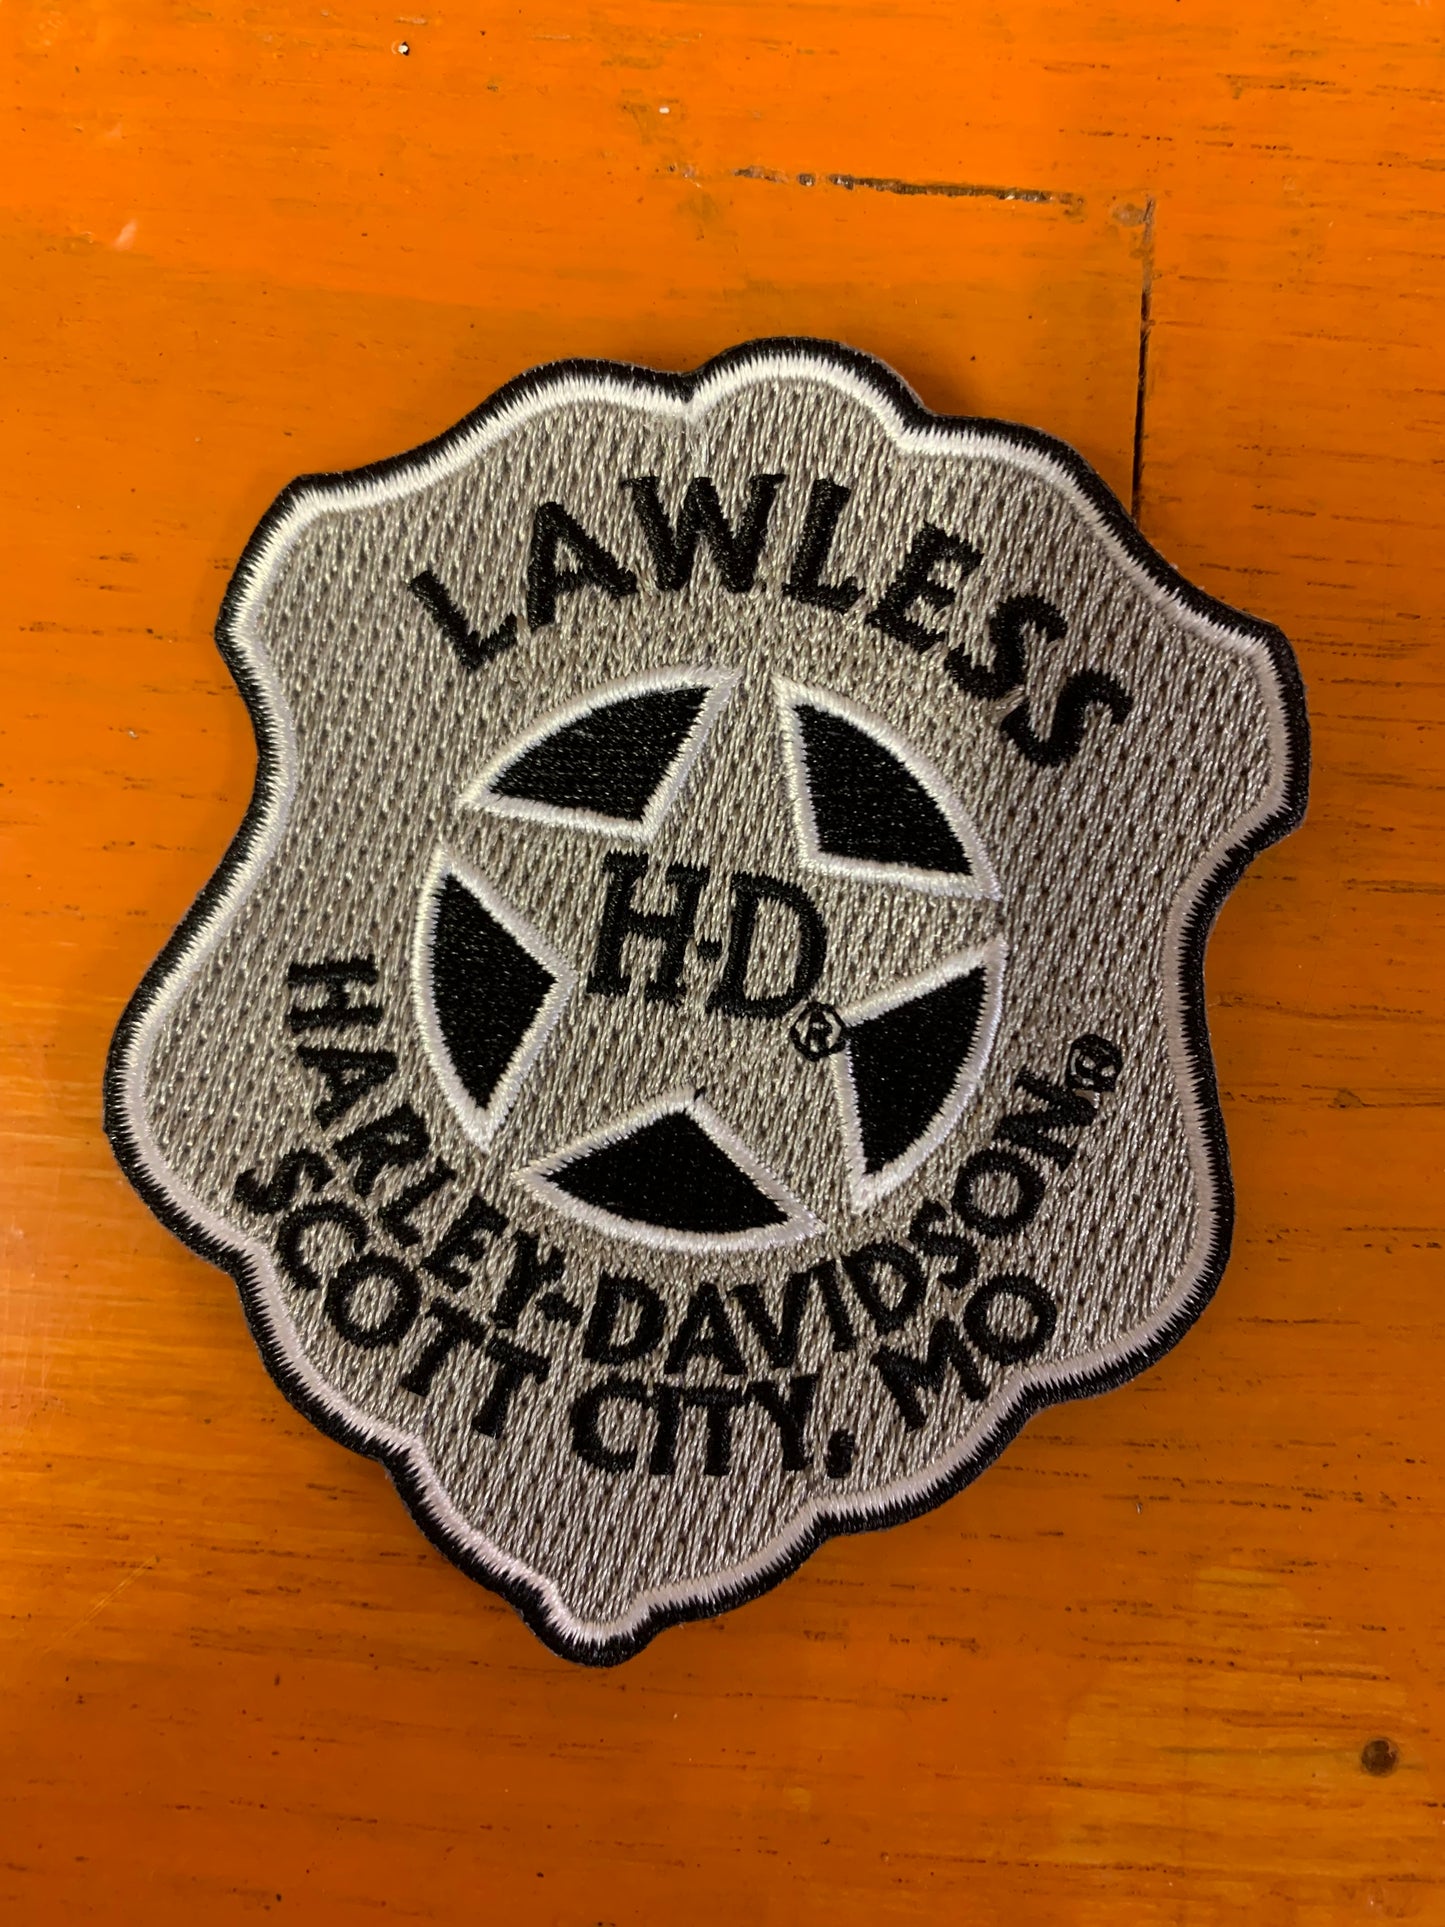 LAWLESS
H-D®
HARLEY-DAVIDSON®
SCOTT CITY, MO